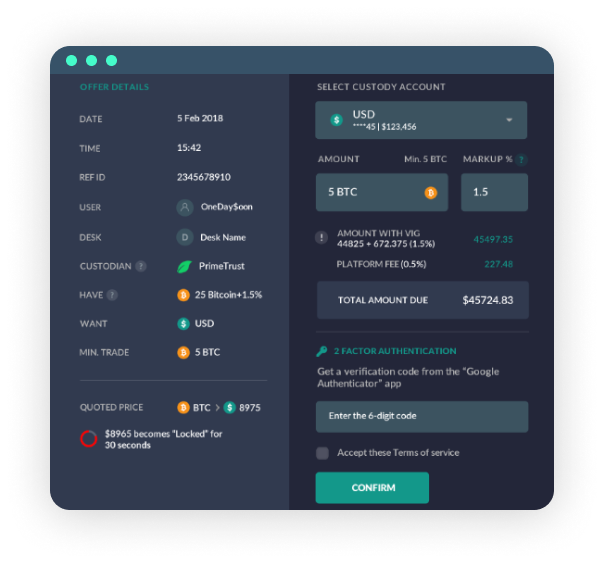 OFFER DETAILS
DATE 5 Feb 2018
TIME 15:42
REF ID 2345678910
USER OneDay$oon
DESK D Desk Name
CUSTODIAN ? PrimeTrust
HAVE ? 25 Bitcoin+1.5%
WANT $ USD
MIN. TRADE 5 BTC
QUOTED PRICE BTC > $ 8975
$8965 becomes "Locked" for
30 seconds
SELECT CUSTODY ACCOUNT
$ USD
****45 | $123,456
AMOUNT Min. 5 BTC MARKUP % ?
5 BTC 1.5
! AMOUNT WITH VIG
44825 + 672.375 (1.5%) 45497.35
PLATFORM FEE (0.5%) 227.48
TOTAL AMOUNT DUE $45724.83
2 FACTOR AUTHENTICATION
Get a verification code from the "Google
Authenticator" app
Enter the 6-digit code
Accept these Terms of service
CONFIRM